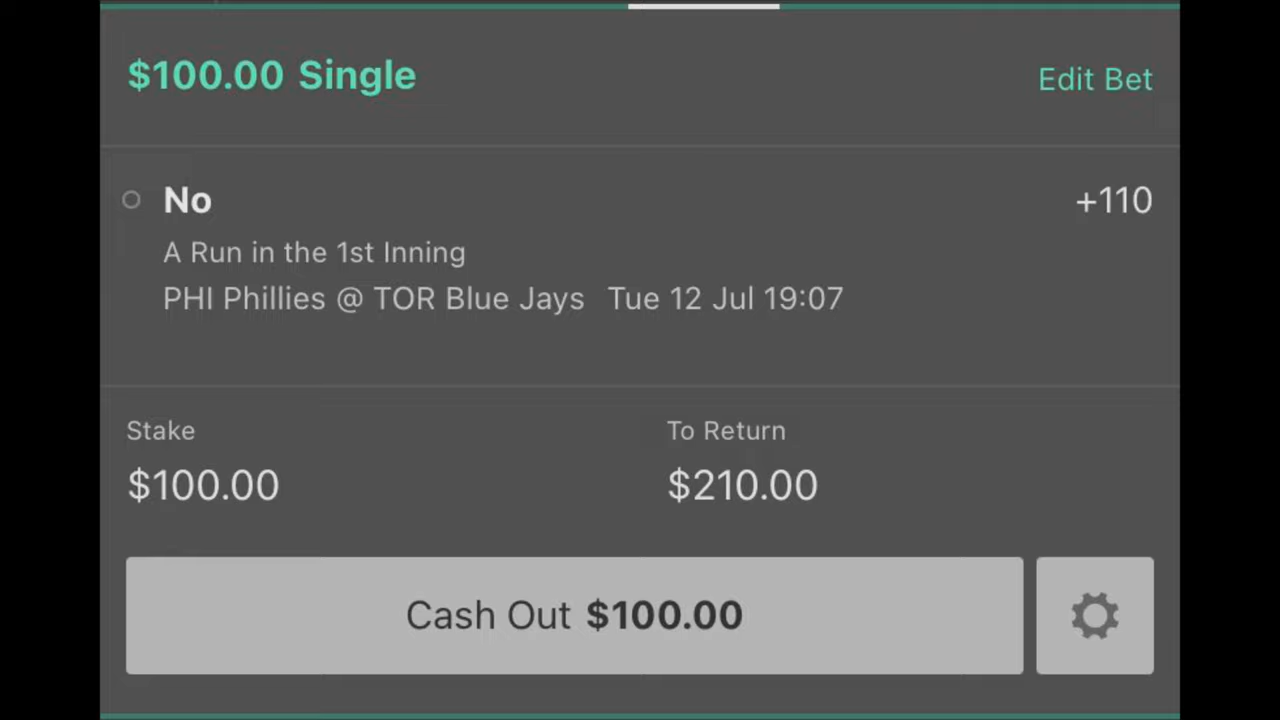 $100.00 Single
Edit Bet
No
+110
A Run in the 1st Inning
PHI Phillies @ TOR Blue Jays Tue 12 Jul 19:07
Stake
To Return
$100.00
$210.00
Cash Out $100.00